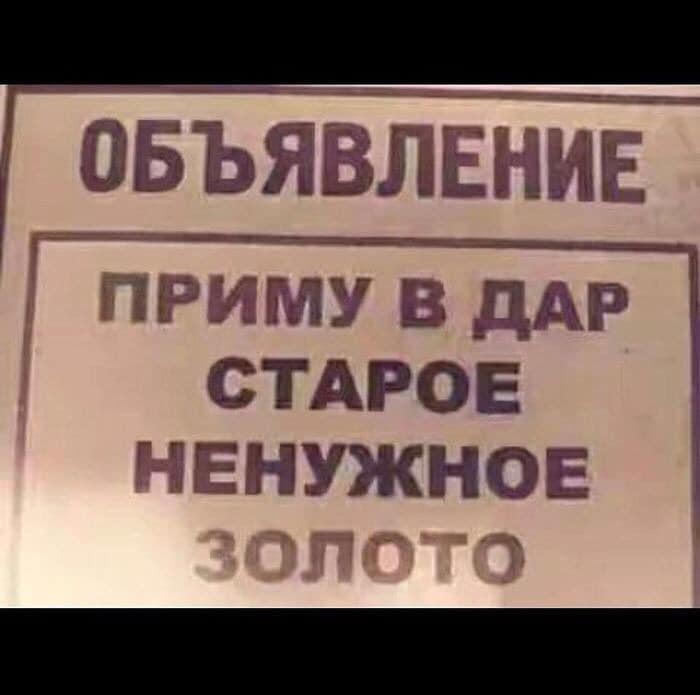 ОБЪЯВЛЕНИЕ
ПРИМУ В ДАР
СТАРОЕ
НЕНУЖНОЕ
ЗОЛОТО